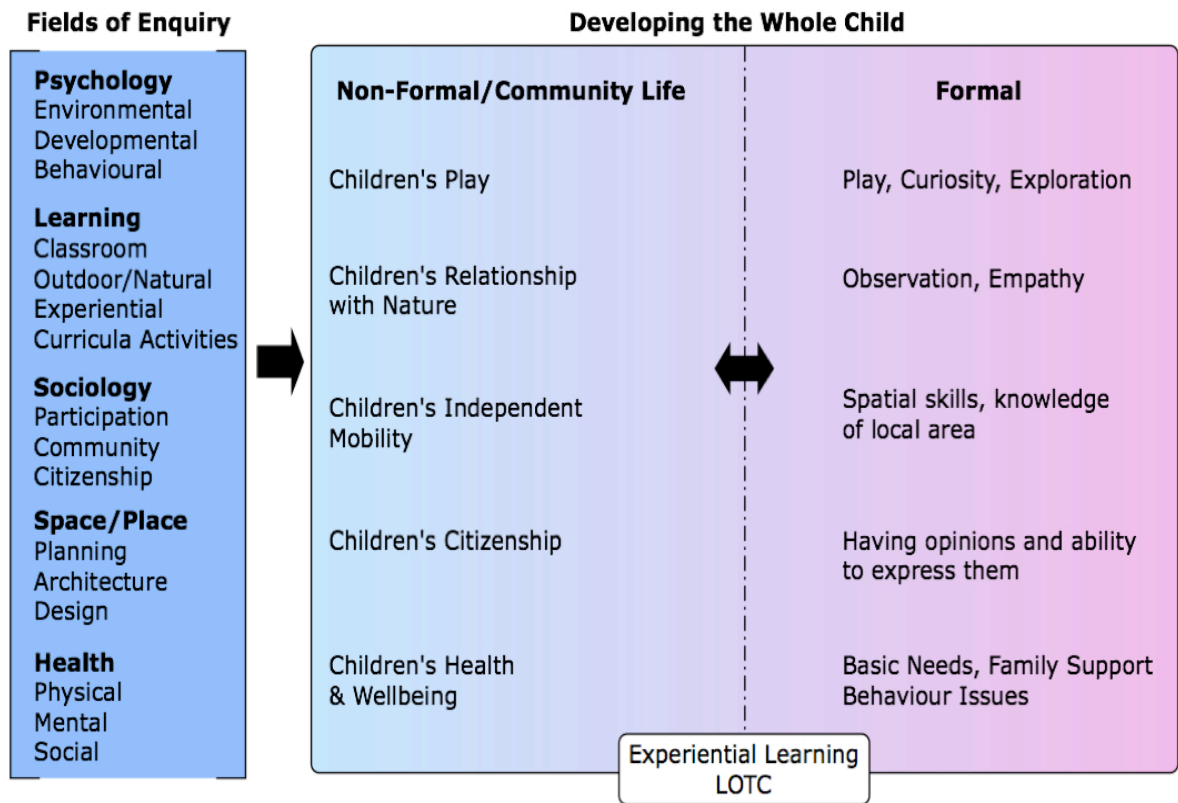 Fields of Enquiry
Psychology
Environmental
Developmental
Behavioural
Learning
Classroom
Outdoor/Natural
Experiential
Curricula Activities
Sociology
Participation
Community
Citizenship
Space/Place
Planning
Architecture
Design
Health
Physical
Mental
Social
Developing the Whole Child
Non-Formal/Community Life
Formal
Children's Play
Play, Curiosity, Exploration
Children's Relationship
with Nature
Observation, Empathy
Children's Independent
Mobility
Spatial skills, knowledge
of local area
Children's Citizenship
Having opinions and ability
to express them
Children's Health
& Wellbeing
Basic Needs, Family Support
Behaviour Issues
Experiential Learning
LOTC